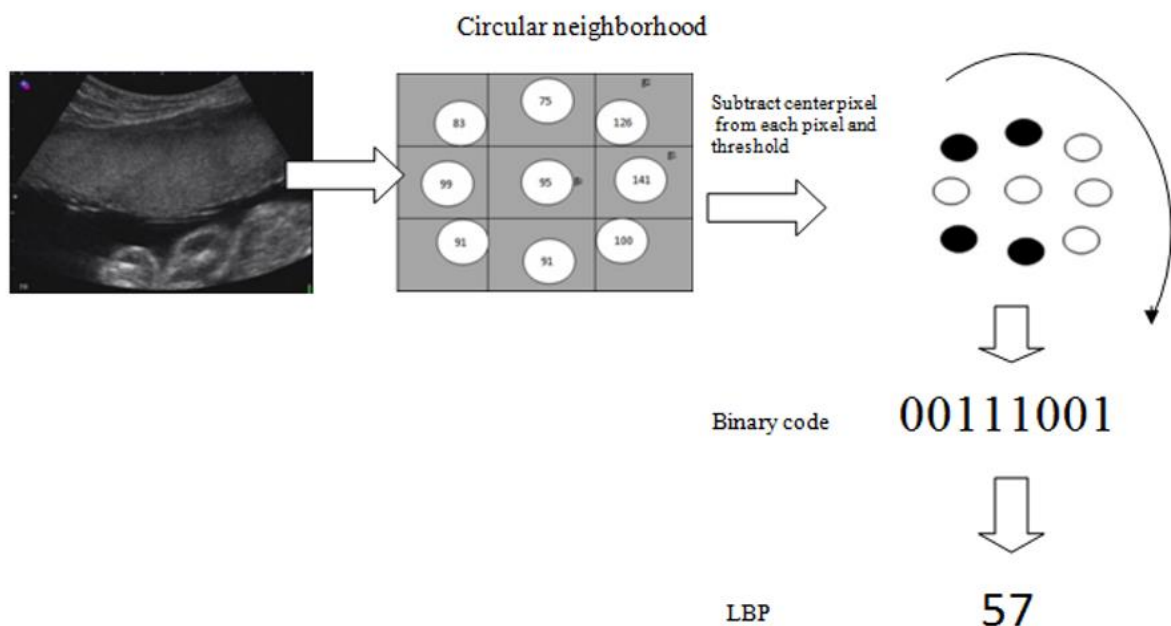 Circular neighborhood
83 75 126
99 95 141
91 91 100
Subtract center pixel
from each pixel and
threshold
Binary code 00111001
LBP 57